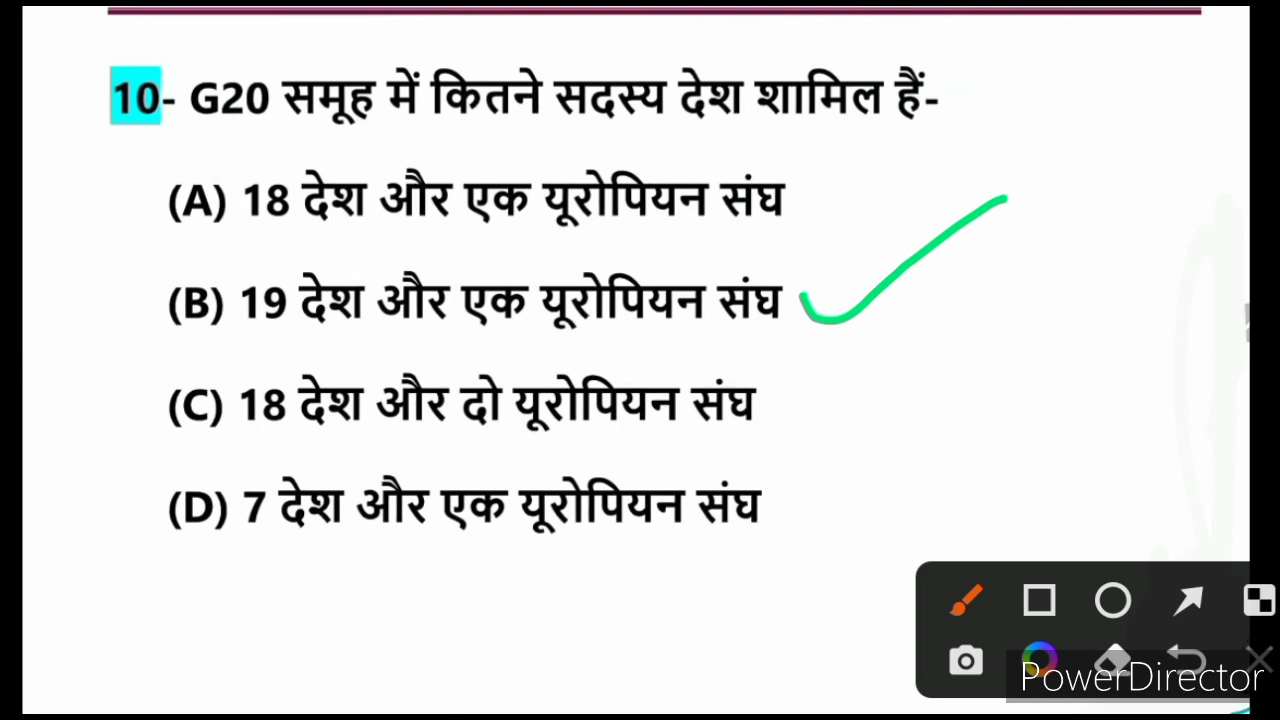 10- G20 समूह में कितने सदस्य देश शामिल हैं-
(A) 18 देश और एक यूरोपियन संघ
(B) 19 देश और एक यूरोपियन संघ
(C) 18 देश और दो यूरोपियन संघ
(D) 7 देश और एक यूरोपियन संघ
PowerDirector